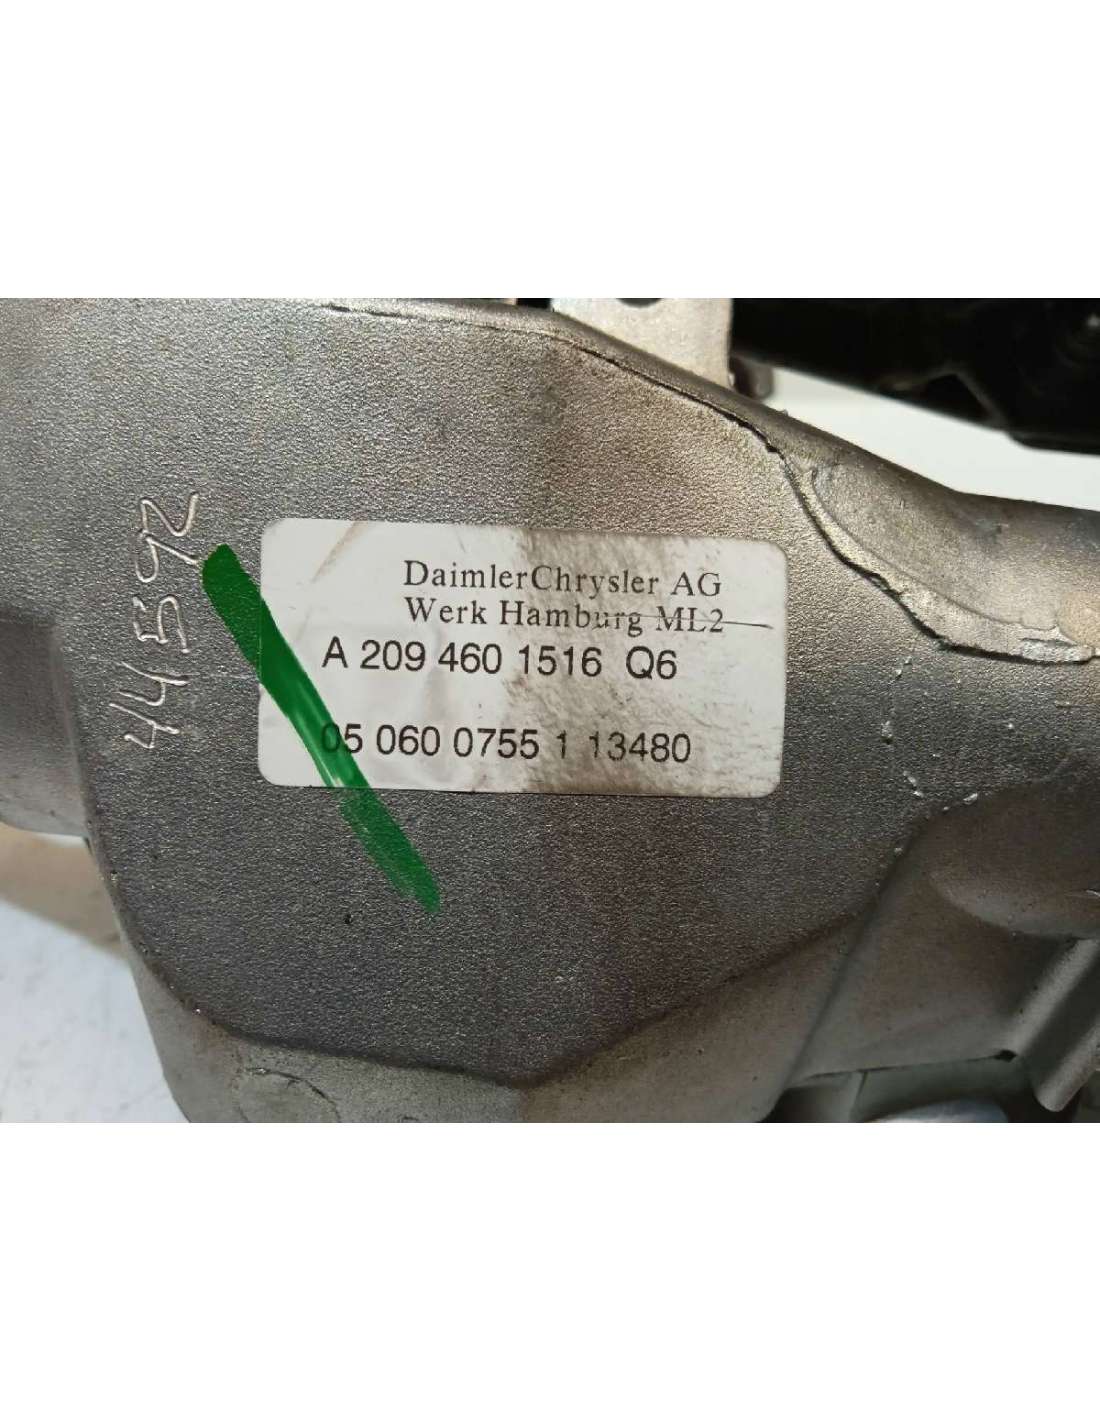 44592
DaimlerChrysler AG
Werk Hamburg ML2
A 209 460 1516 Q6
05 060 0755 1 13480